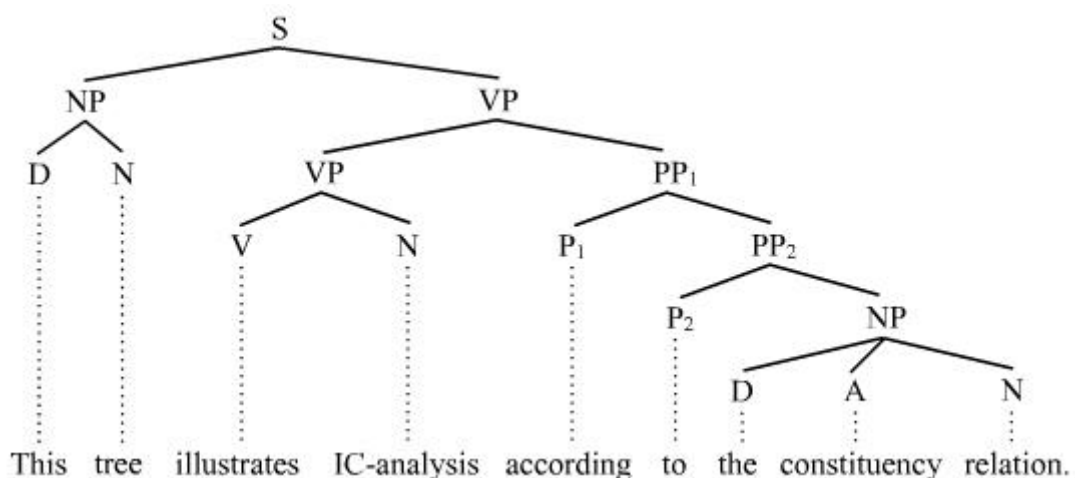 S
NP VP
D N VP PP₁
V N P₁ PP₂
P₂ NP
D A N
This tree illustrates IC-analysis according to the constituency relation.